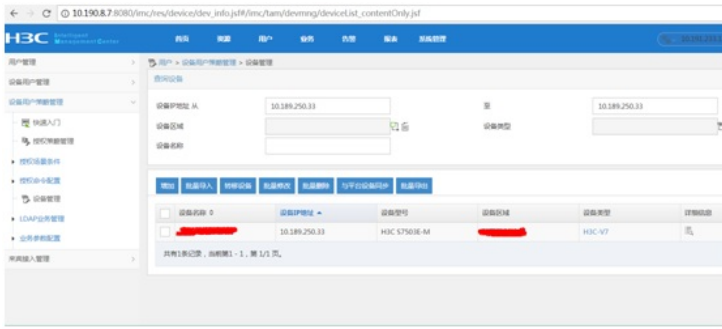 10.190.8.7:8080/imc/res/device/dev_info.jsf#/imc/tam/devmng/deviceList_contentOnly.jsf
H3C Intelligent Management Center
首页 资源 用户 业务 告警 报表 系统管理
用户管理
设备用户管理
设备用户策略管理
快速入门
授权策略管理
授权场景条件
授权命令配置
设备管理
LDAP业务管理
业务参数配置
来宾接入管理
用户 > 设备用户策略管理 > 设备管理
查询设备
设备IP地址 从 10.189.250.33 至 10.189.250.33
设备区域 设备类型
设备名称
增加 批量导入 转移设备 批量修改 批量删除 与平台设备同步 批量导出
设备名称 设备IP地址 设备型号 设备区域 设备类型 详细信息
10.189.250.33 H3C S7503E-M H3C-V7
共有1条记录，当前第1 - 1，第 1/1 页。